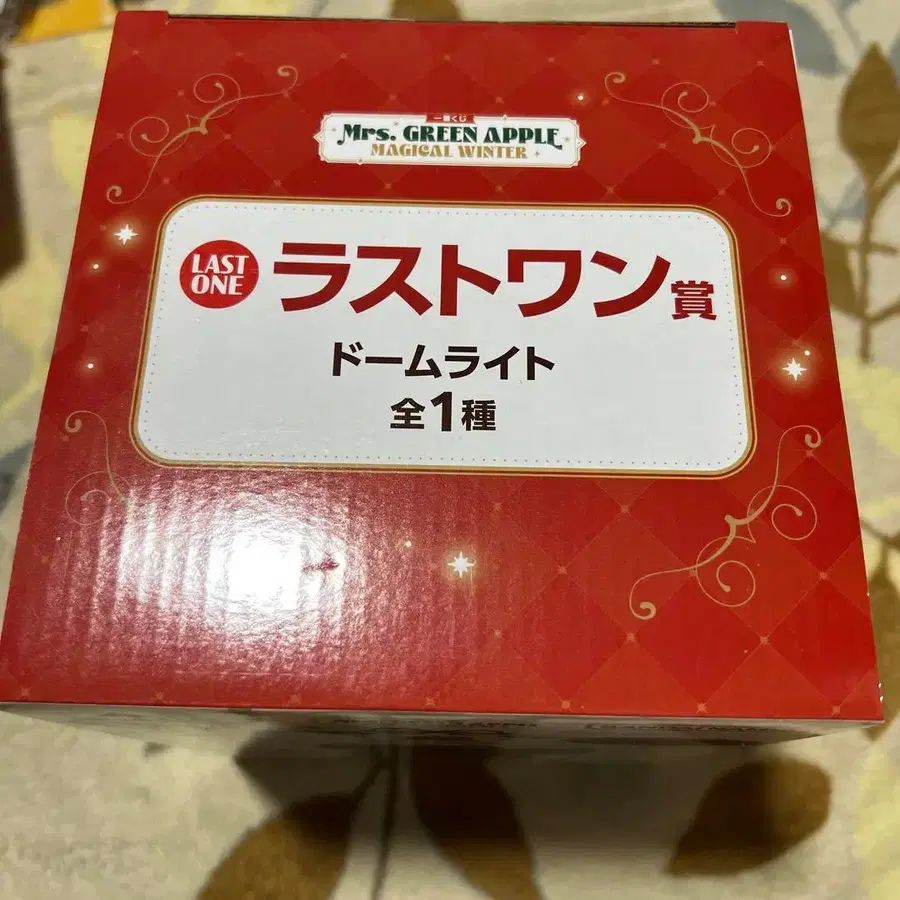 一番くじ
Mrs. GREEN APPLE
MAGICAL WINTER
LAST
ONE
ラストワン賞
ドームライト
全1種